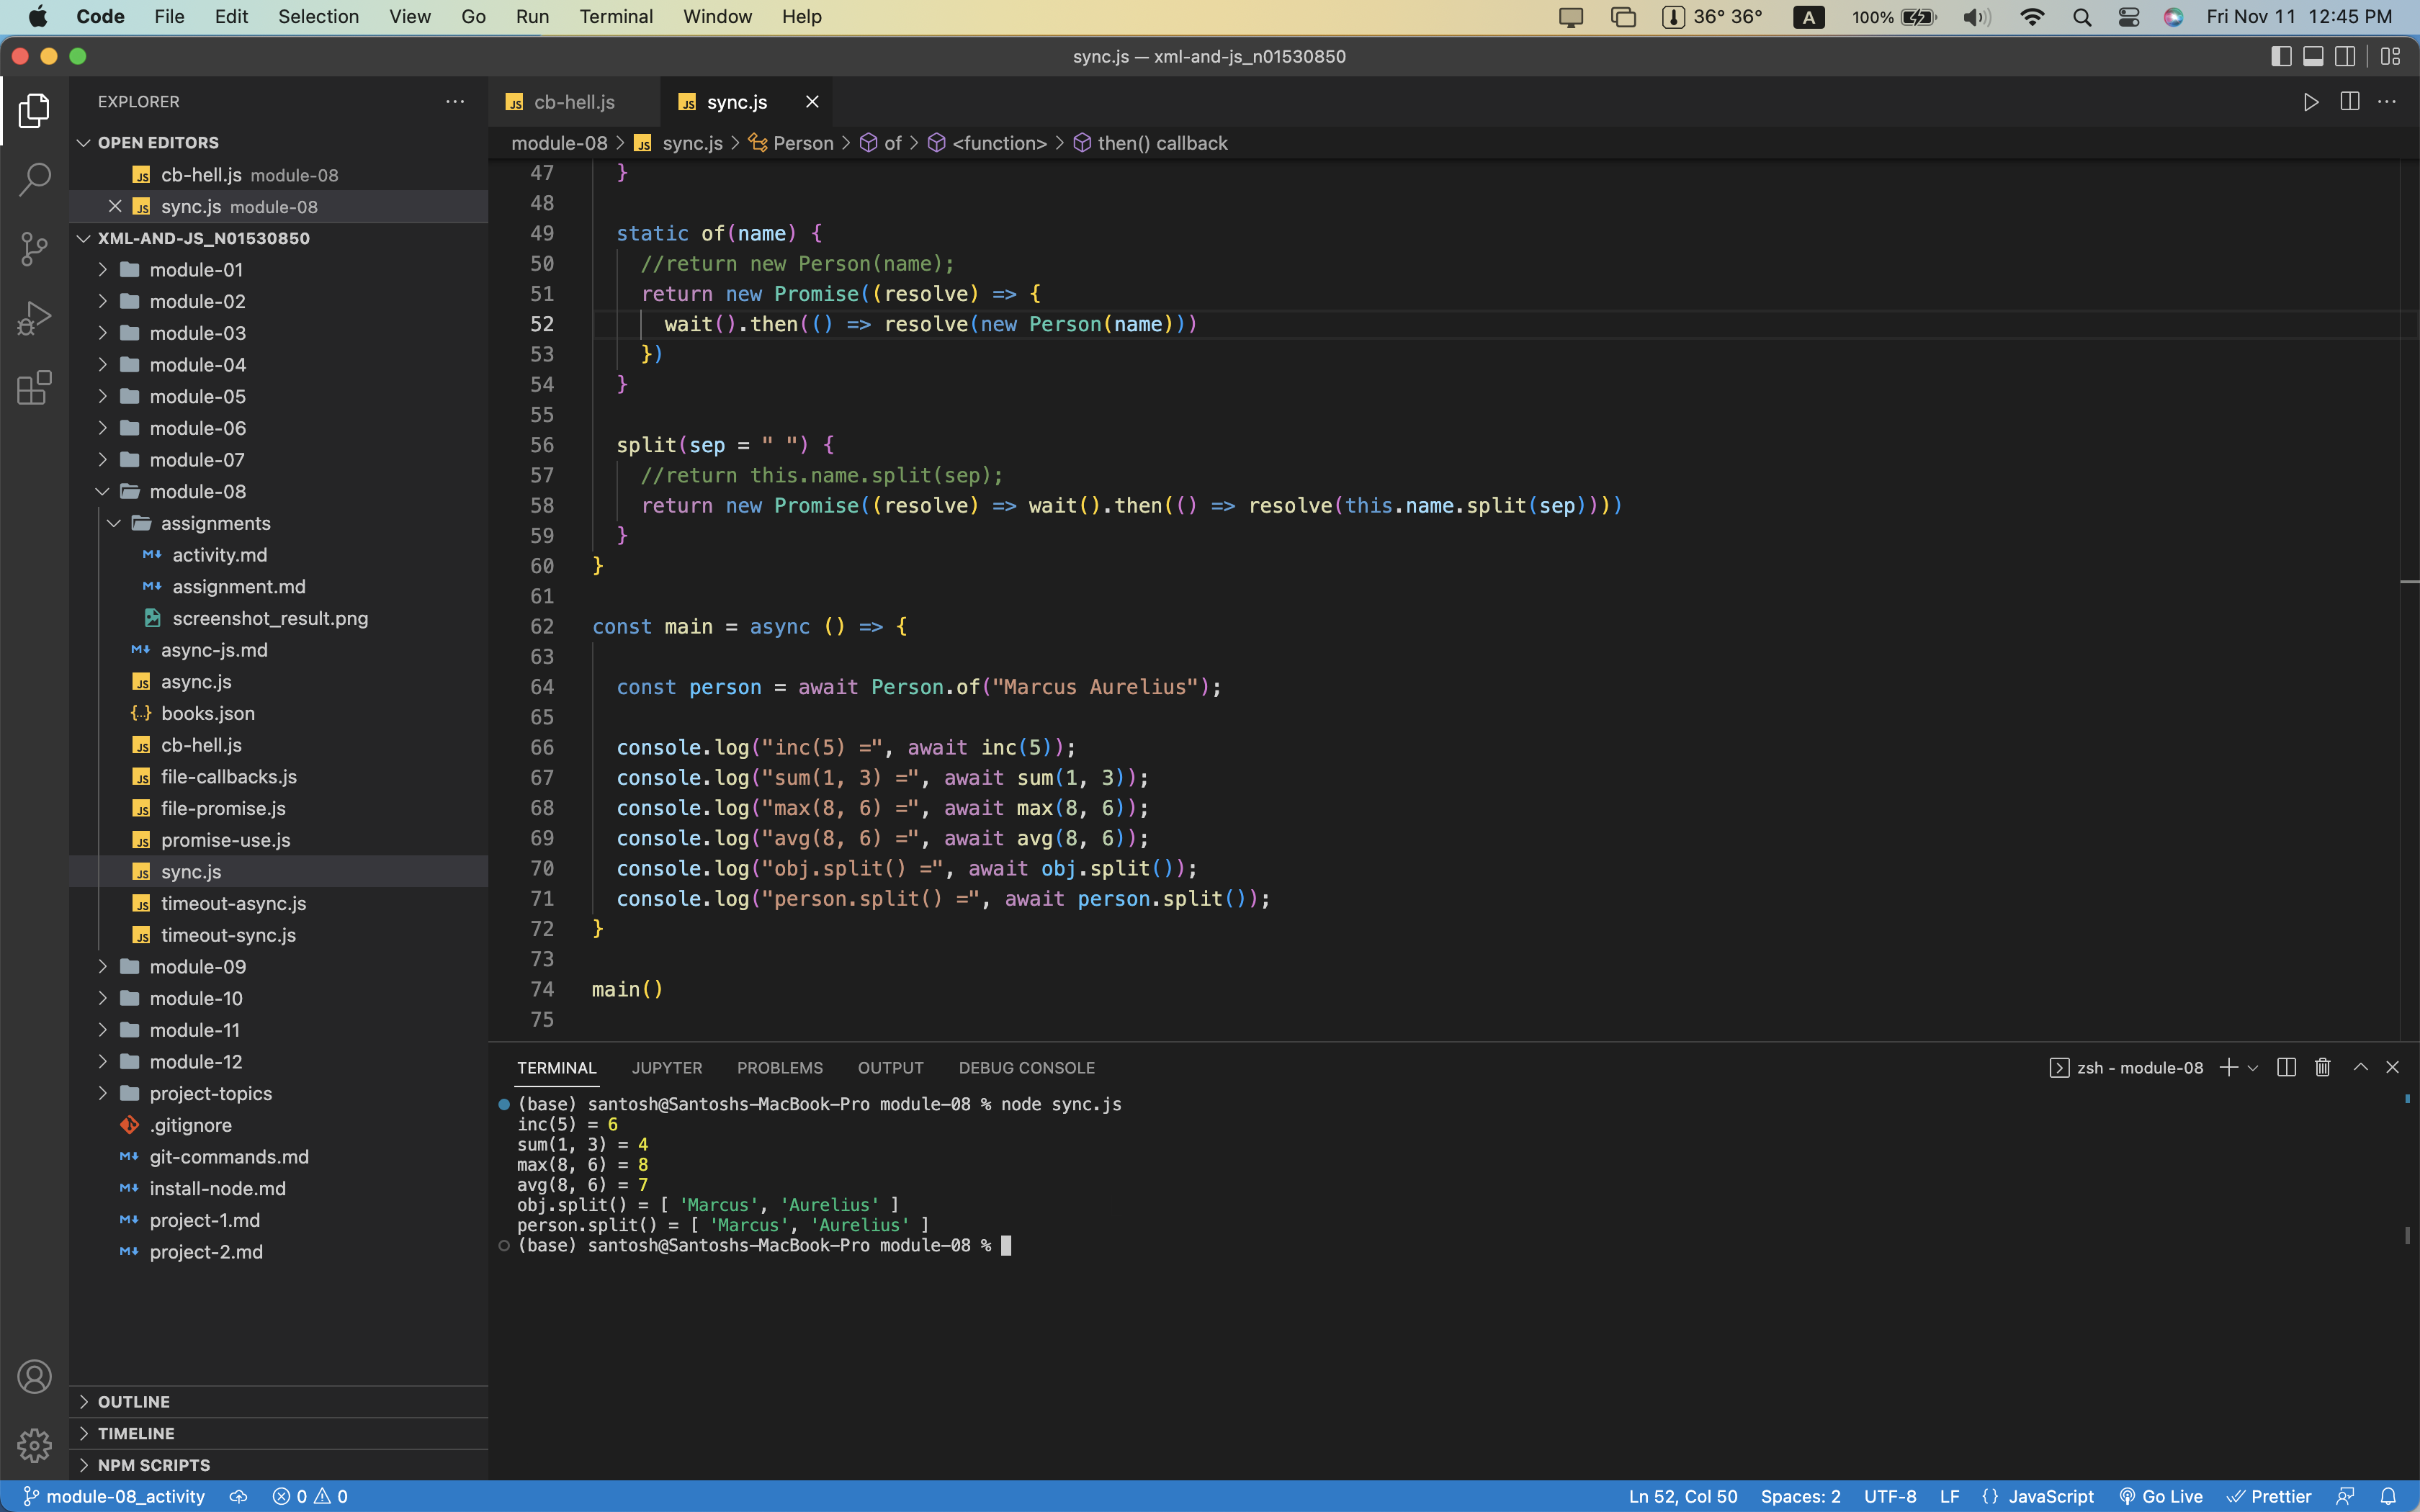 Code File Edit Selection View Go Run Terminal Window Help 36° 36° A 100% Fri Nov 11 12:45 PM
sync.js — xml-and-js_n01530850
EXPLORER ···
OPEN EDITORS
cb-hell.js module-08
sync.js module-08
XML-AND-JS_N01530850
module-01
module-02
module-03
module-04
module-05
module-06
module-07
module-08
assignments
activity.md
assignment.md
screenshot_result.png
async-js.md
async.js
books.json
cb-hell.js
file-callbacks.js
file-promise.js
promise-use.js
sync.js
timeout-async.js
timeout-sync.js
module-09
module-10
module-11
module-12
project-topics
.gitignore
git-commands.md
install-node.md
project-1.md
project-2.md
OUTLINE
TIMELINE
NPM SCRIPTS
JS cb-hell.js JS sync.js
module-08 > JS sync.js > Person > of > <function> > then() callback
47 }
48
49 static of(name) {
50 //return new Person(name);
51 return new Promise((resolve) => {
52 wait().then(() => resolve(new Person(name)))
53 })
54 }
55
56 split(sep = " ") {
57 //return this.name.split(sep);
58 return new Promise((resolve) => wait().then(() => resolve(this.name.split(sep))))
59 }
60 }
61
62 const main = async () => {
63
64 const person = await Person.of("Marcus Aurelius");
65
66 console.log("inc(5) =", await inc(5));
67 console.log("sum(1, 3) =", await sum(1, 3));
68 console.log("max(8, 6) =", await max(8, 6));
69 console.log("avg(8, 6) =", await avg(8, 6));
70 console.log("obj.split() =", await obj.split());
71 console.log("person.split() =", await person.split());
72 }
73
74 main()
75
TERMINAL JUPYTER PROBLEMS OUTPUT DEBUG CONSOLE zsh - module-08
(base) santosh@Santoshs-MacBook-Pro module-08 % node sync.js
inc(5) = 6
sum(1, 3) = 4
max(8, 6) = 8
avg(8, 6) = 7
obj.split() = [ 'Marcus', 'Aurelius' ]
person.split() = [ 'Marcus', 'Aurelius' ]
(base) santosh@Santoshs-MacBook-Pro module-08 %
module-08_activity 0 0 Ln 52, Col 50 Spaces: 2 UTF-8 LF {} JavaScript Go Live Prettier